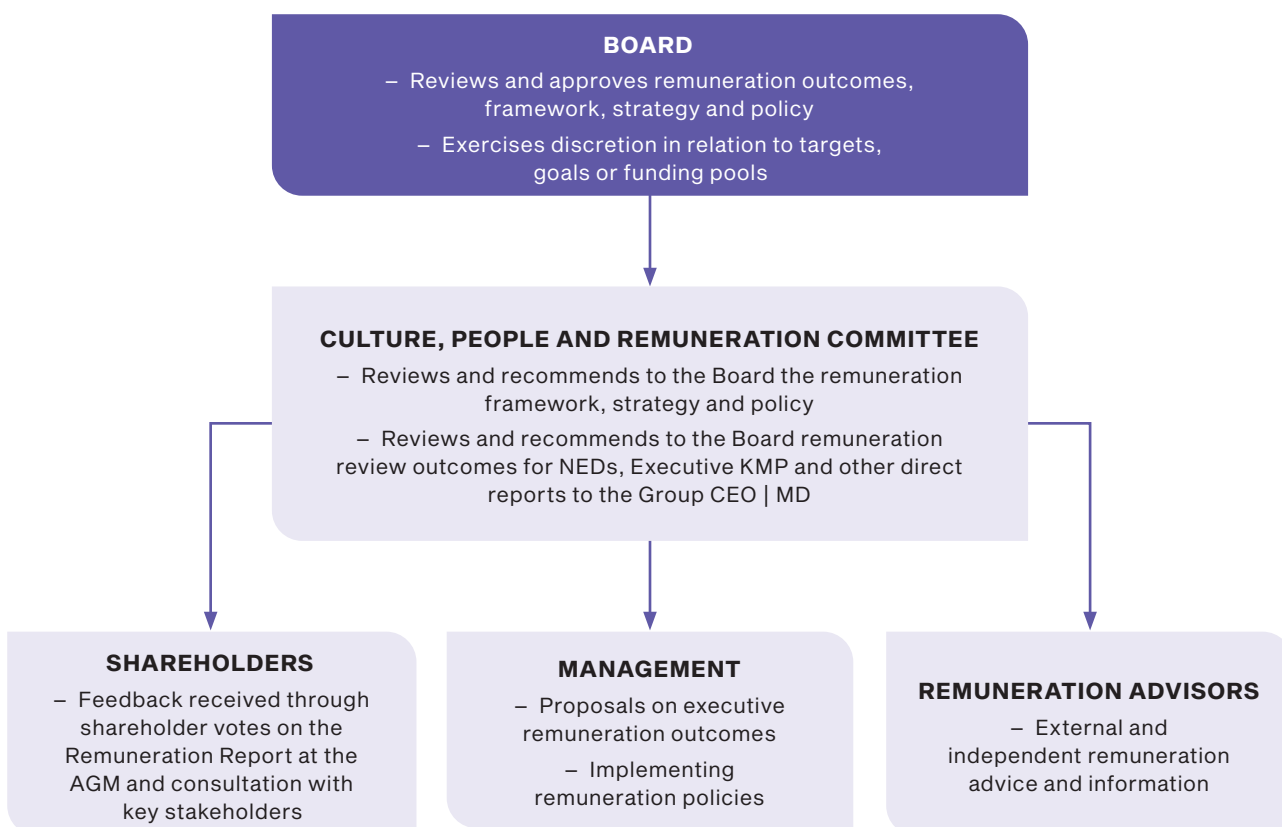 BOARD
– Reviews and approves remuneration outcomes,
framework, strategy and policy
– Exercises discretion in relation to targets,
goals or funding pools
CULTURE, PEOPLE AND REMUNERATION COMMITTEE
– Reviews and recommends to the Board the remuneration
framework, strategy and policy
– Reviews and recommends to the Board remuneration
review outcomes for NEDs, Executive KMP and other direct
reports to the Group CEO | MD
SHAREHOLDERS
– Feedback received through
shareholder votes on the
Remuneration Report at the
AGM and consultation with
key stakeholders
MANAGEMENT
– Proposals on executive
remuneration outcomes
– Implementing
remuneration policies
REMUNERATION ADVISORS
– External and
independent remuneration
advice and information